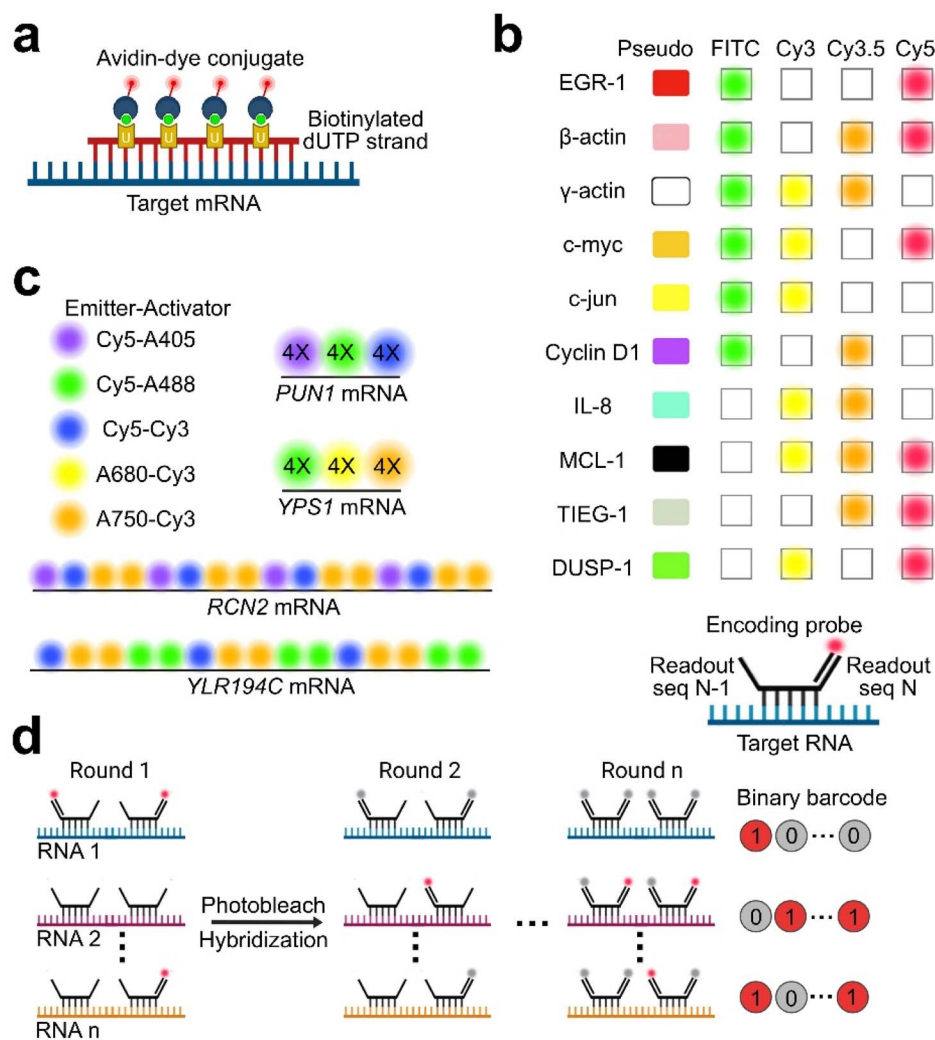 a
Avidin-dye conjugate
U U U U
Biotinylated
dUTP strand
Target mRNA
b
Pseudo FITC Cy3 Cy3.5 Cy5
EGR-1
β-actin
γ-actin
c-myc
c-jun
Cyclin D1
IL-8
MCL-1
TIEG-1
DUSP-1
c
Emitter-Activator
Cy5-A405
Cy5-A488
Cy5-Cy3
A680-Cy3
A750-Cy3
4X 4X 4X
PUN1 mRNA
4X 4X 4X
YPS1 mRNA
RCN2 mRNA
YLR194C mRNA
Encoding probe
Readout
seq N-1
Readout
seq N
Target RNA
d
Round 1
Round 2
Round n
Binary barcode
RNA 1
1 0 ··· 0
RNA 2
Photobleach
Hybridization
...
0 1 ··· 1
RNA n
1 0 ··· 1